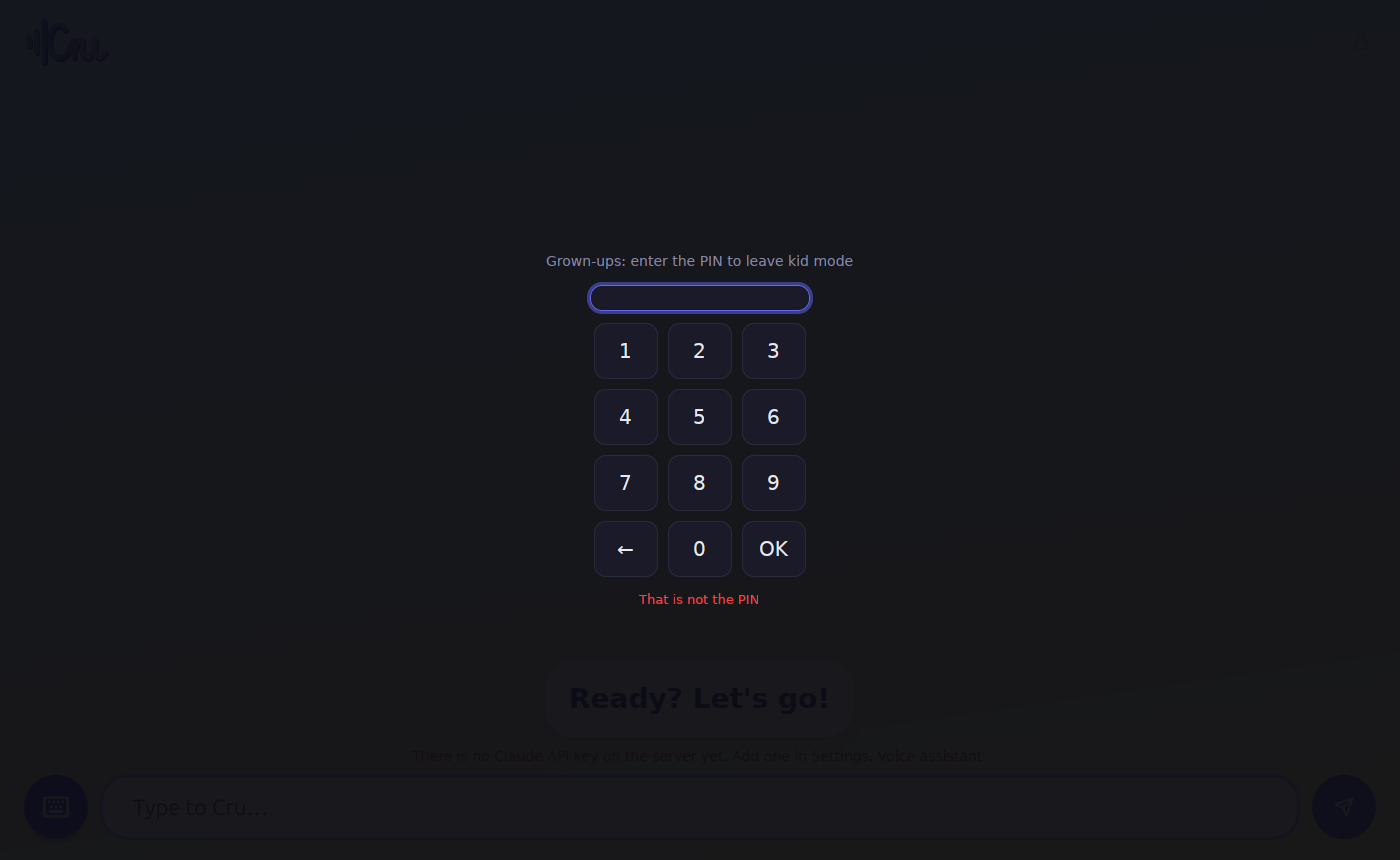 Cru
Grown-ups: enter the PIN to leave kid mode
1 2 3
4 5 6
7 8 9
← 0 OK
That is not the PIN
Ready? Let's go!
There is no Claude API key on the server yet. Add one in Settings, Voice assistant
Type to Cru...